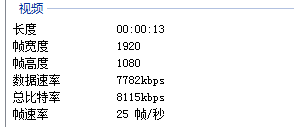 视频
长度 00:00:13
帧宽度 1920
帧高度 1080
数据速率 7782kbps
总比特率 8115kbps
帧速率 25 帧/秒